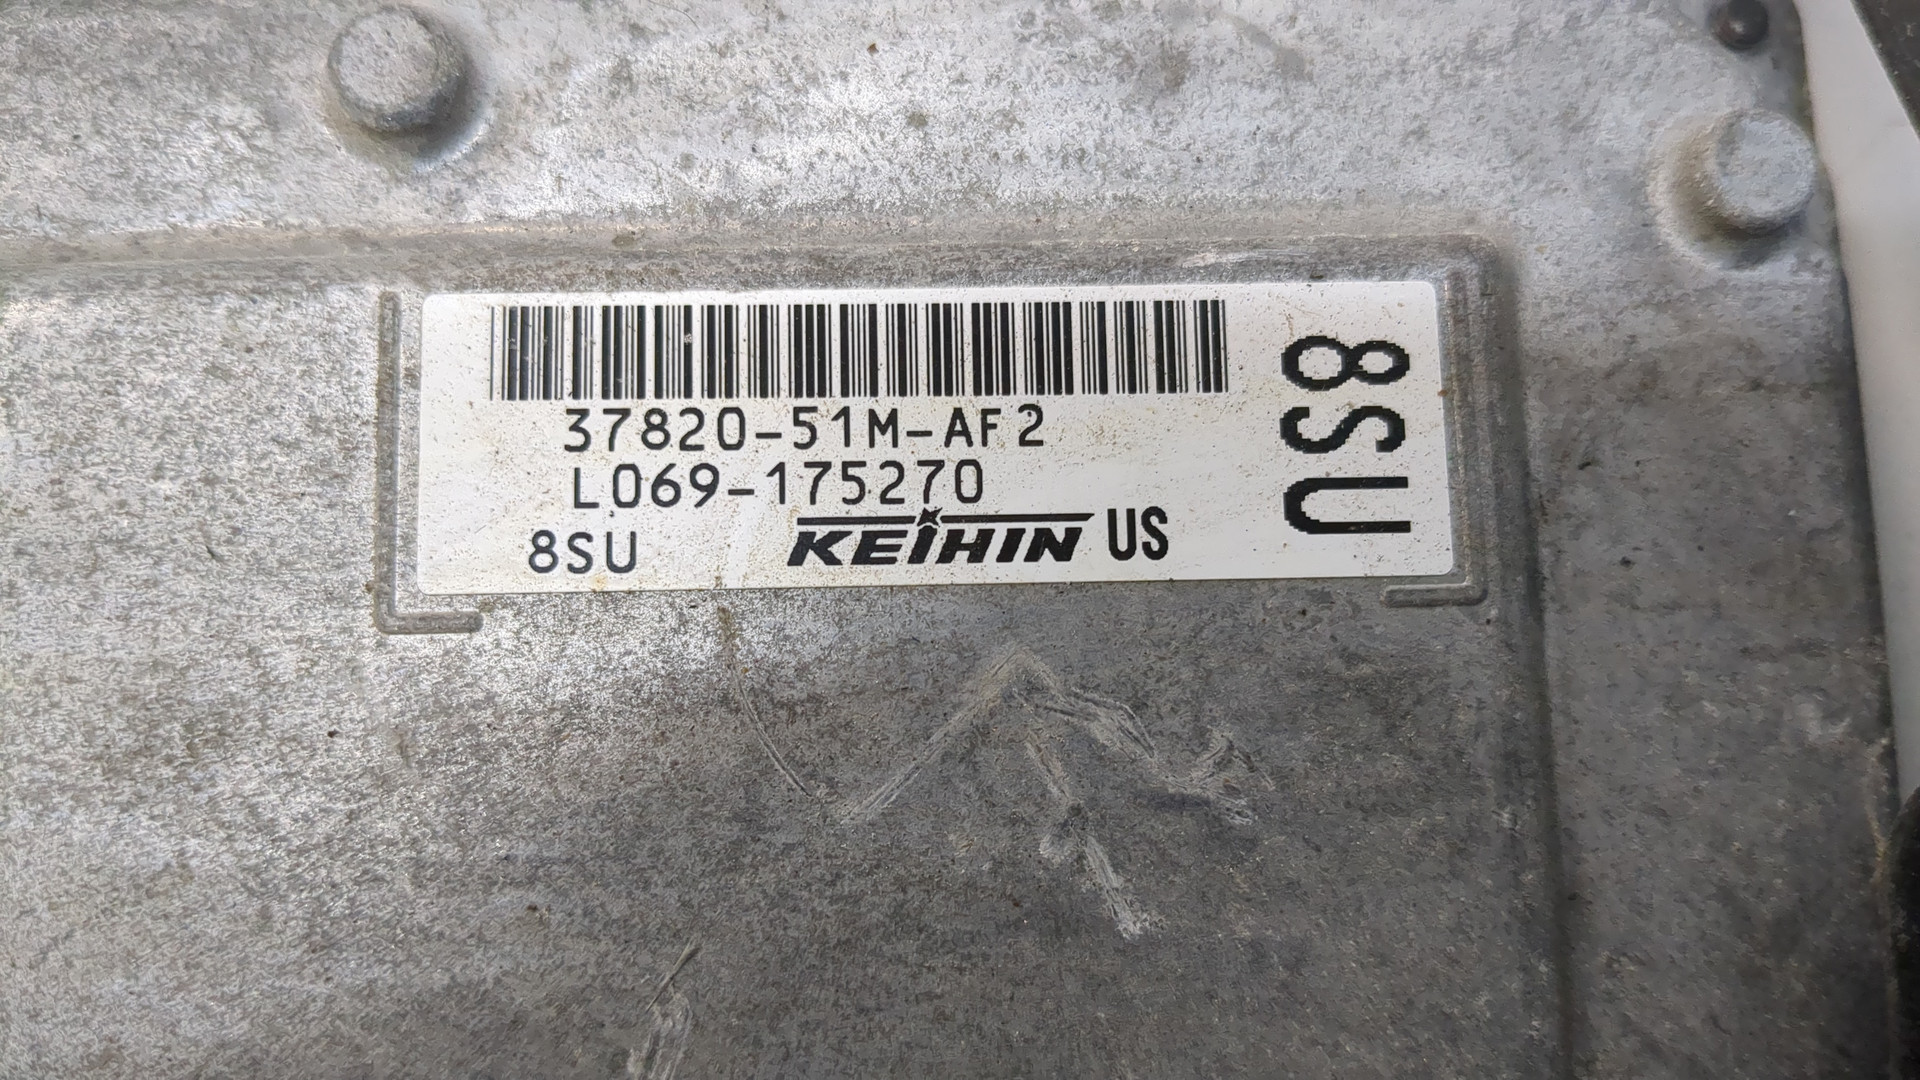 37820-51M-AF2
L069-175270
8SU KEIHIN US
8SU